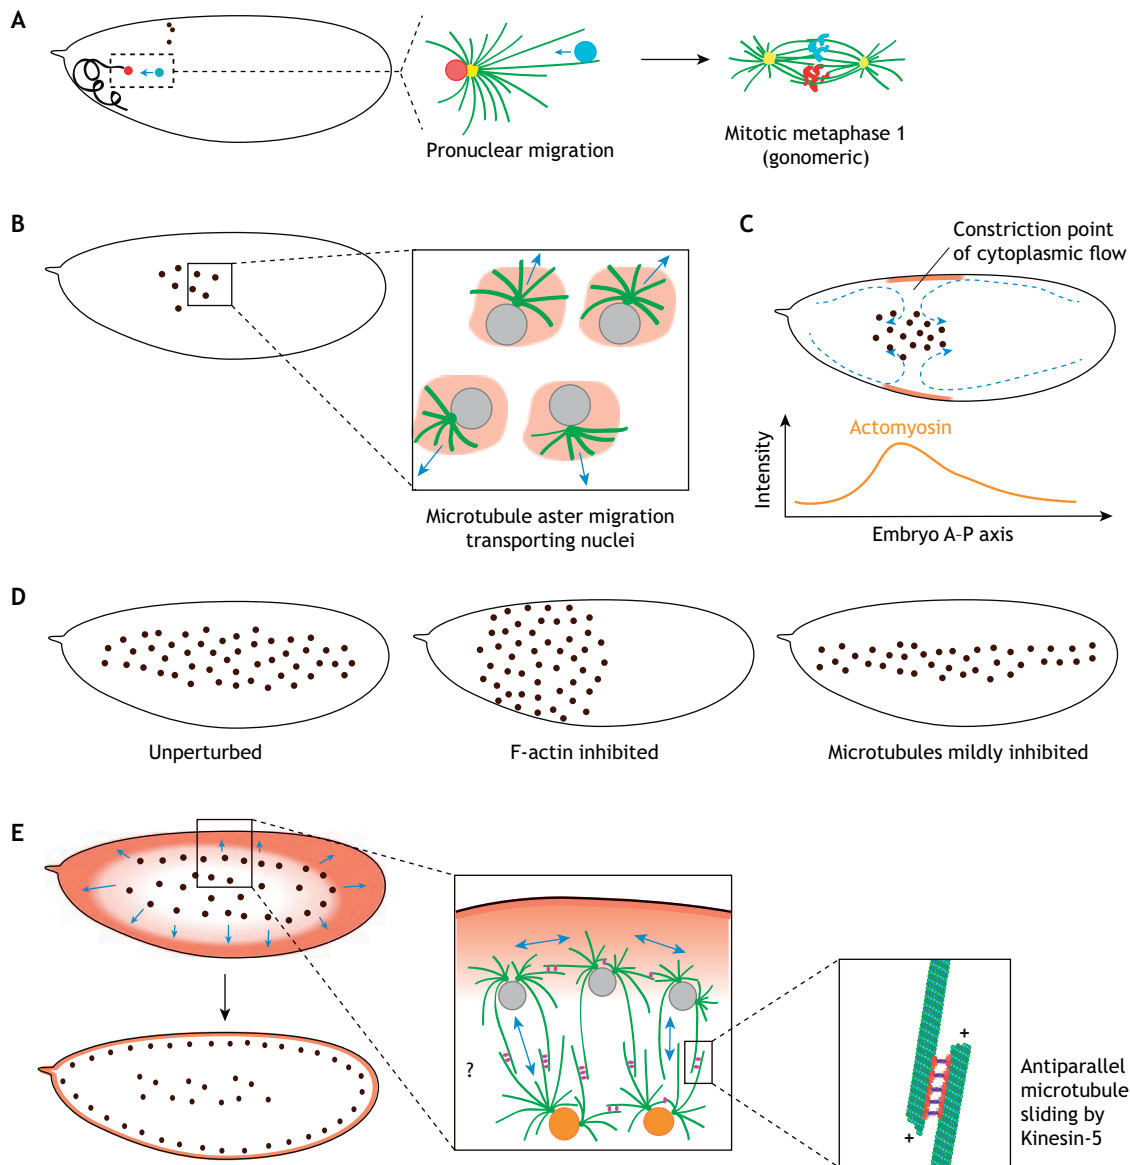 A
Pronuclear migration
Mitotic metaphase 1
(gonomeric)
B
Microtubule aster migration
transporting nuclei
C
Constriction point
of cytoplasmic flow
Actomyosin
Intensity
Embryo A–P axis
D
Unperturbed
F-actin inhibited
Microtubules mildly inhibited
E
?
+
+
Antiparallel
microtubule
sliding by
Kinesin-5